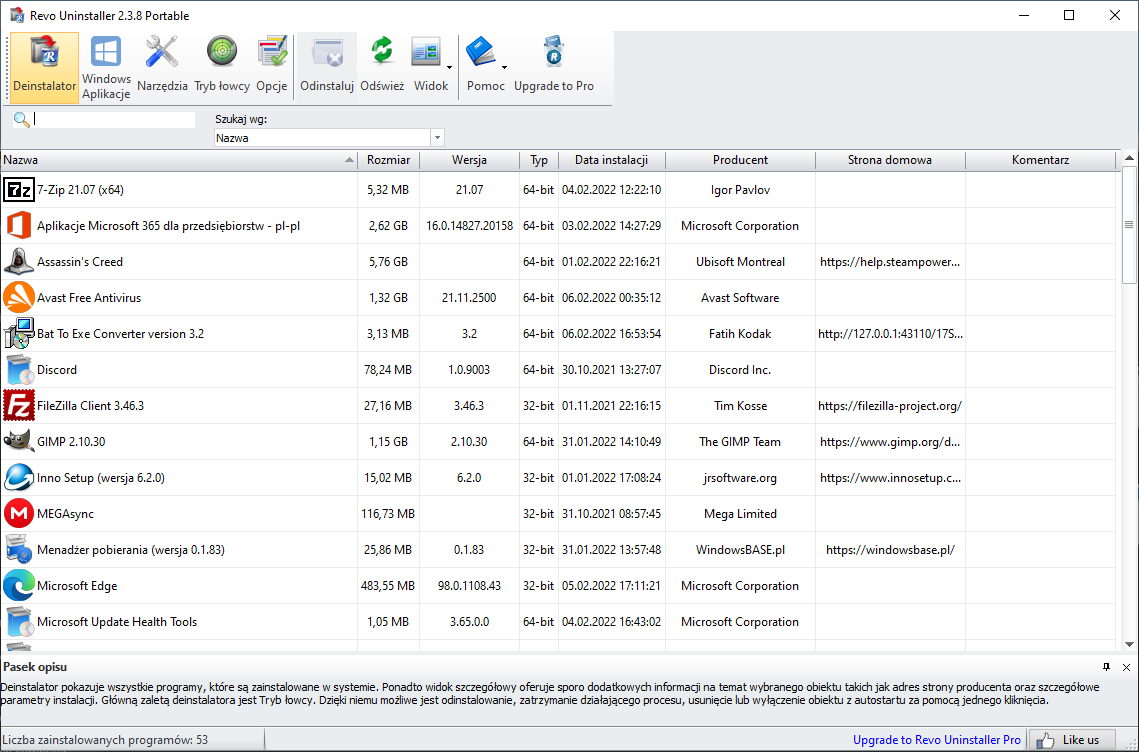 Revo Uninstaller 2.3.8 Portable
Deinstalator Windows Aplikacje Narzędzia Tryb łowcy Opcje Odinstaluj Odśwież Widok Pomoc Upgrade to Pro
Szukaj wg:
Nazwa
Nazwa Rozmiar Wersja Typ Data instalacji Producent Strona domowa Komentarz
7-Zip 21.07 (x64) 5,32 MB 21.07 64-bit 04.02.2022 12:22:10 Igor Pavlov
Aplikacje Microsoft 365 dla przedsiębiorstw - pl-pl 2,62 GB 16.0.14827.20158 64-bit 03.02.2022 14:27:29 Microsoft Corporation
Assassin's Creed 5,76 GB 64-bit 01.02.2022 22:16:21 Ubisoft Montreal https://help.steampower...
Avast Free Antivirus 1,32 GB 21.11.2500 64-bit 06.02.2022 00:35:12 Avast Software
Bat To Exe Converter version 3.2 3,13 MB 3.2 64-bit 06.02.2022 16:53:54 Fatih Kodak http://127.0.0.1:43110/17S...
Discord 78,24 MB 1.0.9003 64-bit 30.10.2021 13:27:07 Discord Inc.
FileZilla Client 3.46.3 27,16 MB 3.46.3 32-bit 01.11.2021 22:16:15 Tim Kosse https://filezilla-project.org/
GIMP 2.10.30 1,15 GB 2.10.30 64-bit 31.01.2022 14:10:49 The GIMP Team https://www.gimp.org/d...
Inno Setup (wersja 6.2.0) 15,02 MB 6.2.0 32-bit 01.01.2022 17:08:24 jrsoftware.org https://www.innosetup.c...
MEGAsync 116,73 MB 32-bit 31.10.2021 08:57:45 Mega Limited
Menadżer pobierania (wersja 0.1.83) 25,86 MB 0.1.83 32-bit 31.01.2022 13:57:48 WindowsBASE.pl https://windowsbase.pl/
Microsoft Edge 483,55 MB 98.0.1108.43 32-bit 05.02.2022 17:11:21 Microsoft Corporation
Microsoft Update Health Tools 1,05 MB 3.65.0.0 64-bit 04.02.2022 16:43:02 Microsoft Corporation
Pasek opisu
Deinstalator pokazuje wszystkie programy, które są zainstalowane w systemie. Ponadto widok szczegółowy oferuje sporo dodatkowych informacji na temat wybranego obiektu takich jak adres strony producenta oraz szczegółowe
parametry instalacji. Główną zaletą deinstalatora jest Tryb łowcy. Dzięki niemu możliwe jest odinstalowanie, zatrzymanie działającego procesu, usunięcie lub wyłączenie obiektu z autostartu za pomocą jednego kliknięcia.
Liczba zainstalowanych programów: 53 Upgrade to Revo Uninstaller Pro Like us